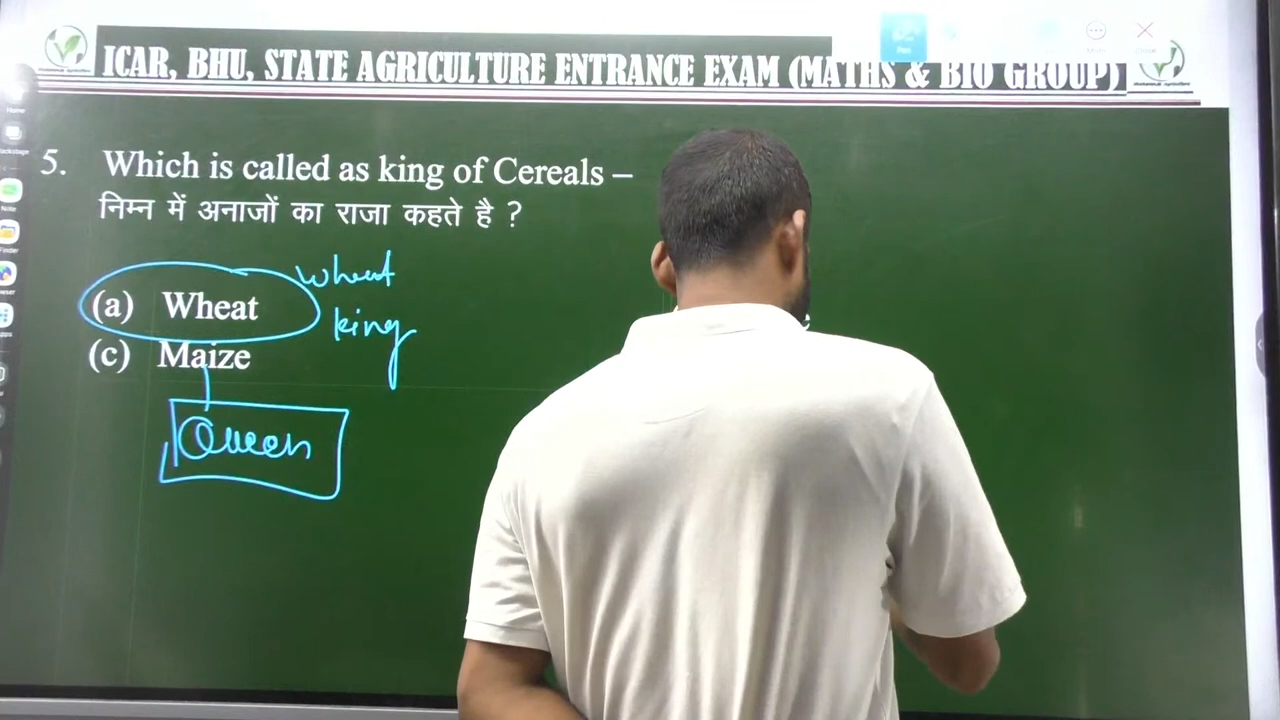 ICAR, BHU, STATE AGRICULTURE ENTRANCE EXAM (MATHS & BIO GROUP)
5. Which is called as king of Cereals –
निम्न में अनाजों का राजा कहते है ?
wheat
(a) Wheat
king
(c) Maize
Queen